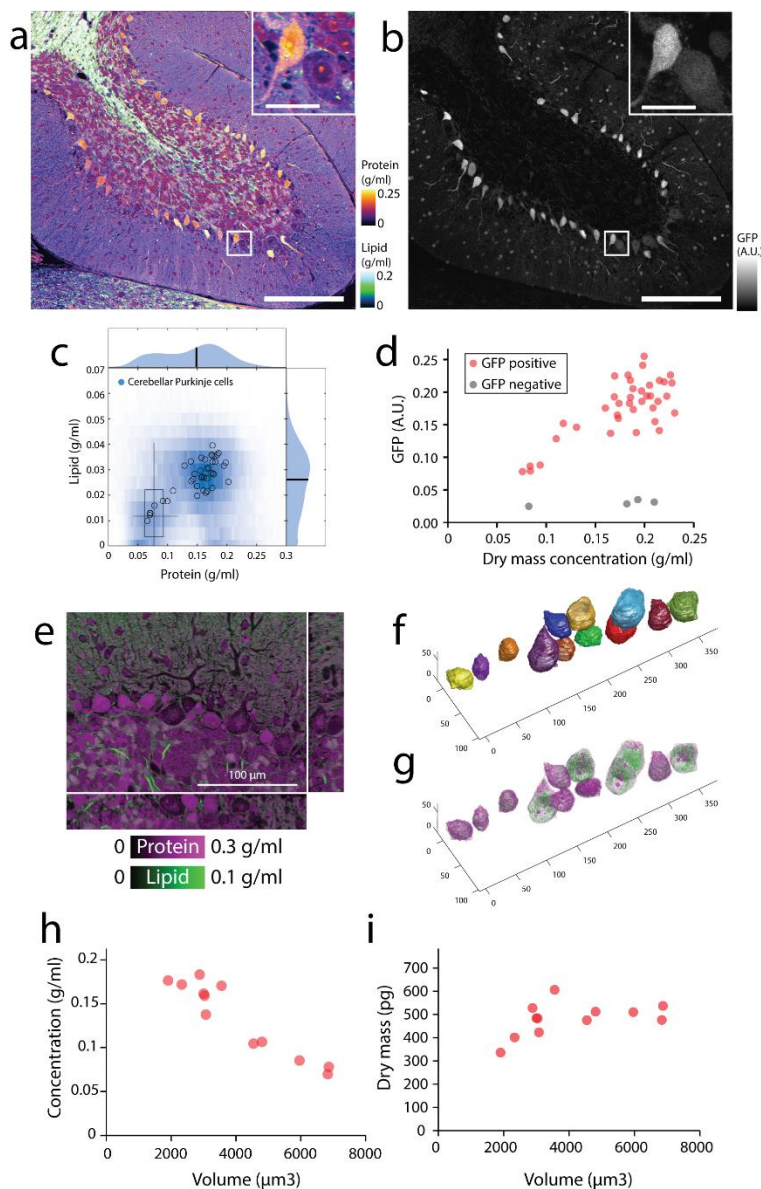 a
Protein
(g/ml)
0.25
0
Lipid
(g/ml)
0.2
0
b
GFP
(A.U.)
c
0.07
0.06
0.05
0.04
0.03
0.02
0.01
0
Lipid (g/ml)
Cerebellar Purkinje cells
0 0.05 0.1 0.15 0.2 0.25 0.3
Protein (g/ml)
d
0.25
0.20
0.15
0.10
0.05
0.00
GFP (A.U.)
GFP positive
GFP negative
0 0.05 0.1 0.15 0.2 0.25
Dry mass concentration (g/ml)
e
100 µm
0 Protein 0.3 g/ml
0 Lipid 0.1 g/ml
f
50
0
0
50
100
0 50 100 150 200 250 300 350
g
50
0
0
50
100
0 50 100 150 200 250 300 350
h
0.2
0.15
0.1
0.05
0
Concentration (g/ml)
0 2000 4000 6000 8000
Volume (µm3)
i
700
600
500
400
300
200
100
0
Dry mass (pg)
0 2000 4000 6000 8000
Volume (µm3)